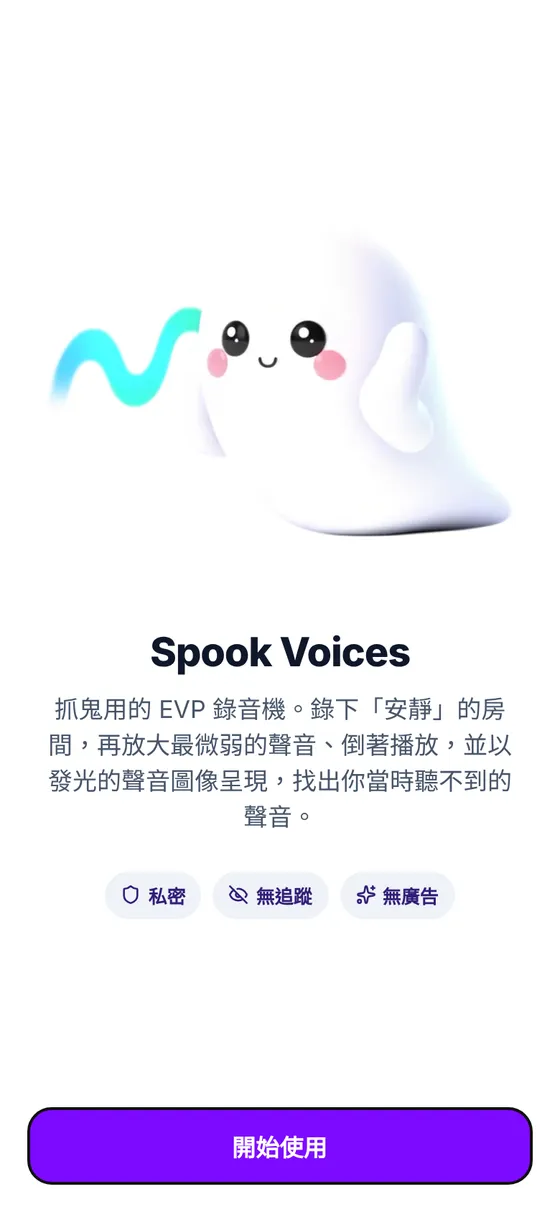 Spook Voices
抓鬼用的 EVP 錄音機。錄下「安靜」的房
間，再放大最微弱的聲音、倒著播放，並以
發光的聲音圖像呈現，找出你當時聽不到的
聲音。
私密
無追蹤
無廣告
開始使用